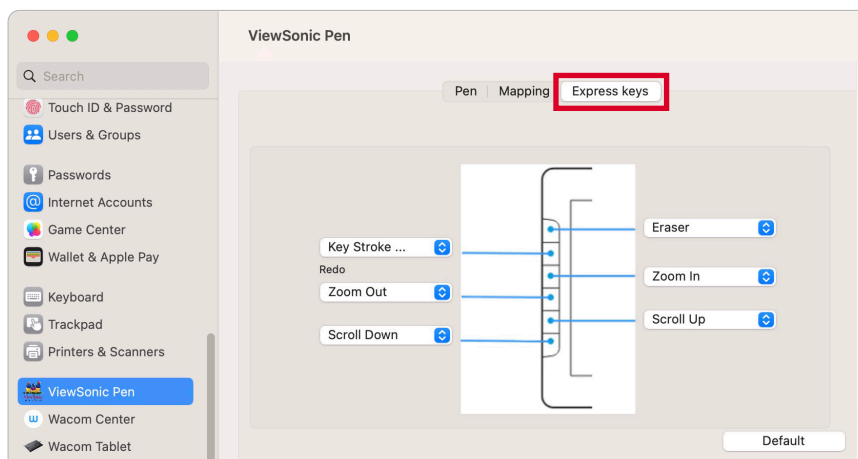 ViewSonic Pen
Search
Touch ID & Password
Users & Groups
Passwords
Internet Accounts
Game Center
Wallet & Apple Pay
Keyboard
Trackpad
Printers & Scanners
ViewSonic Pen
Wacom Center
Wacom Tablet
Pen
Mapping
Express keys
Key Stroke ...
Redo
Zoom Out
Scroll Down
Eraser
Zoom In
Scroll Up
Default